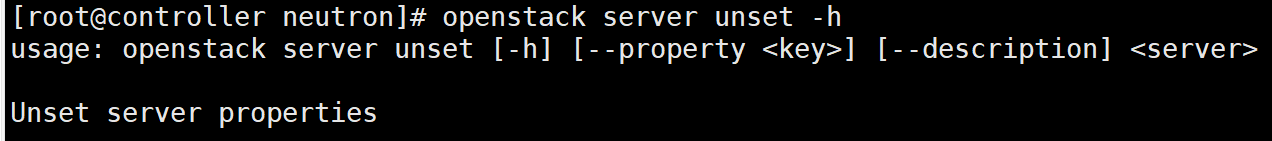 [root@controller neutron]# openstack server unset -h
usage: openstack server unset [-h] [--property <key>] [--description] <server>
Unset server properties